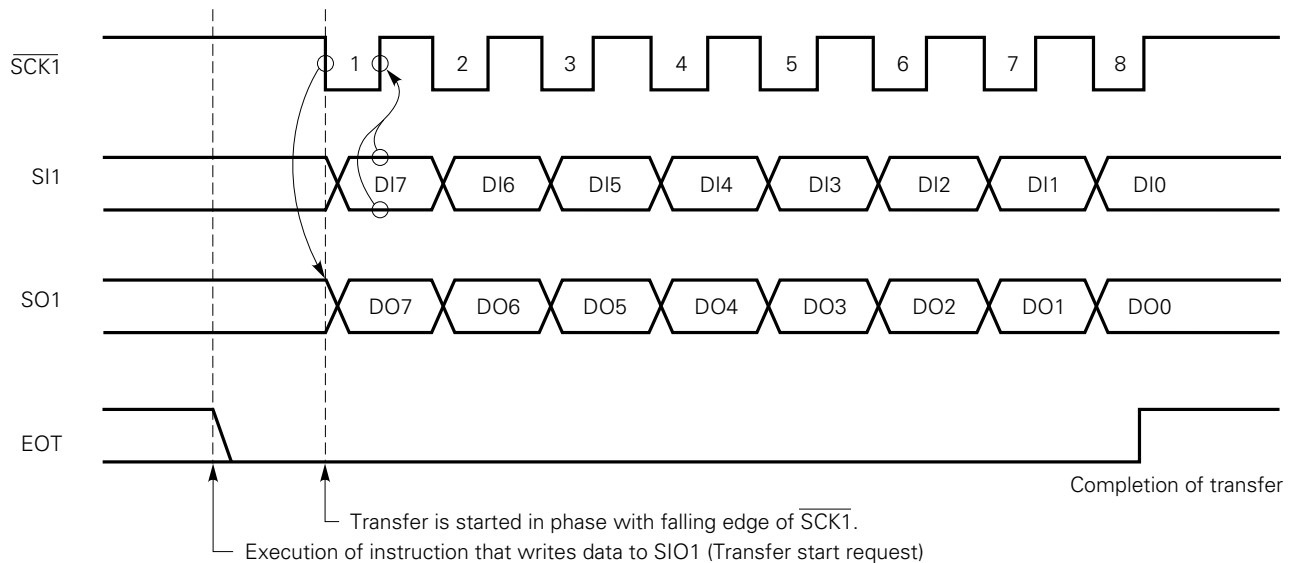 SCK1 1 2 3 4 5 6 7 8
SI1 DI7 DI6 DI5 DI4 DI3 DI2 DI1 DI0
SO1 DO7 DO6 DO5 DO4 DO3 DO2 DO1 DO0
EOT
Completion of transfer
Transfer is started in phase with falling edge of SCK1.
Execution of instruction that writes data to SIO1 (Transfer start request)